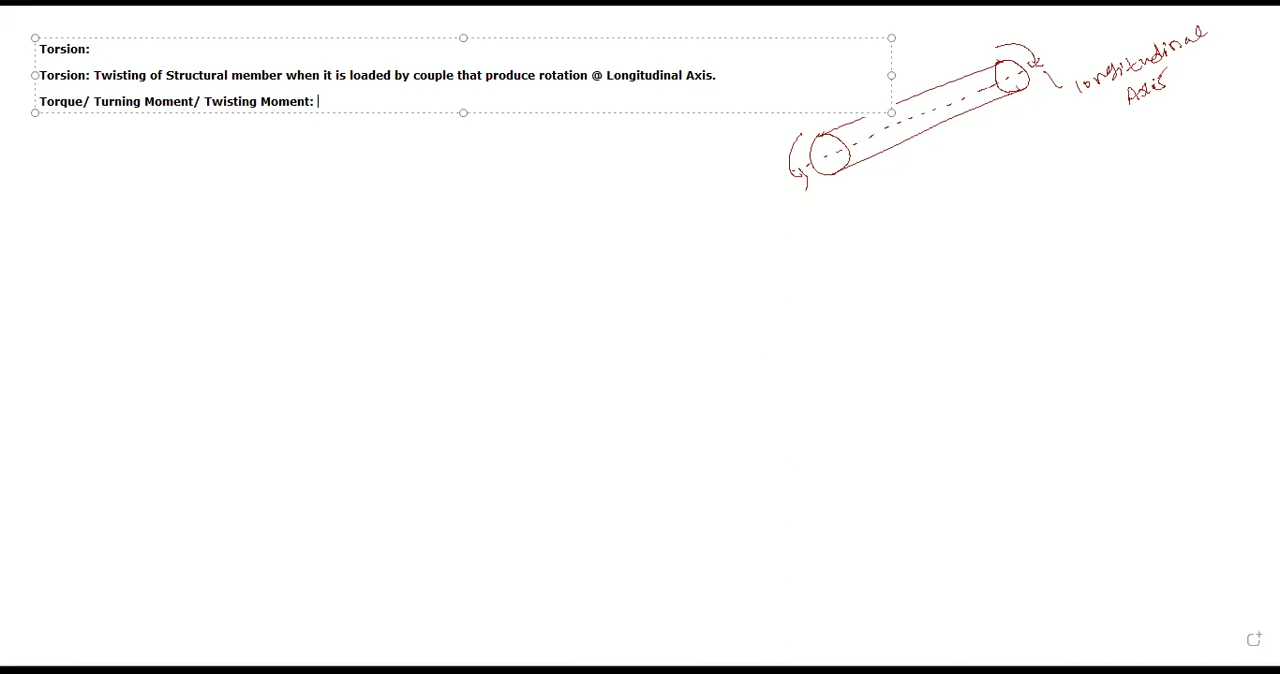 Torsion:
Torsion: Twisting of Structural member when it is loaded by couple that produce rotation @ Longitudinal Axis.
Torque/ Turning Moment/ Twisting Moment:
Longitudinal
Axis